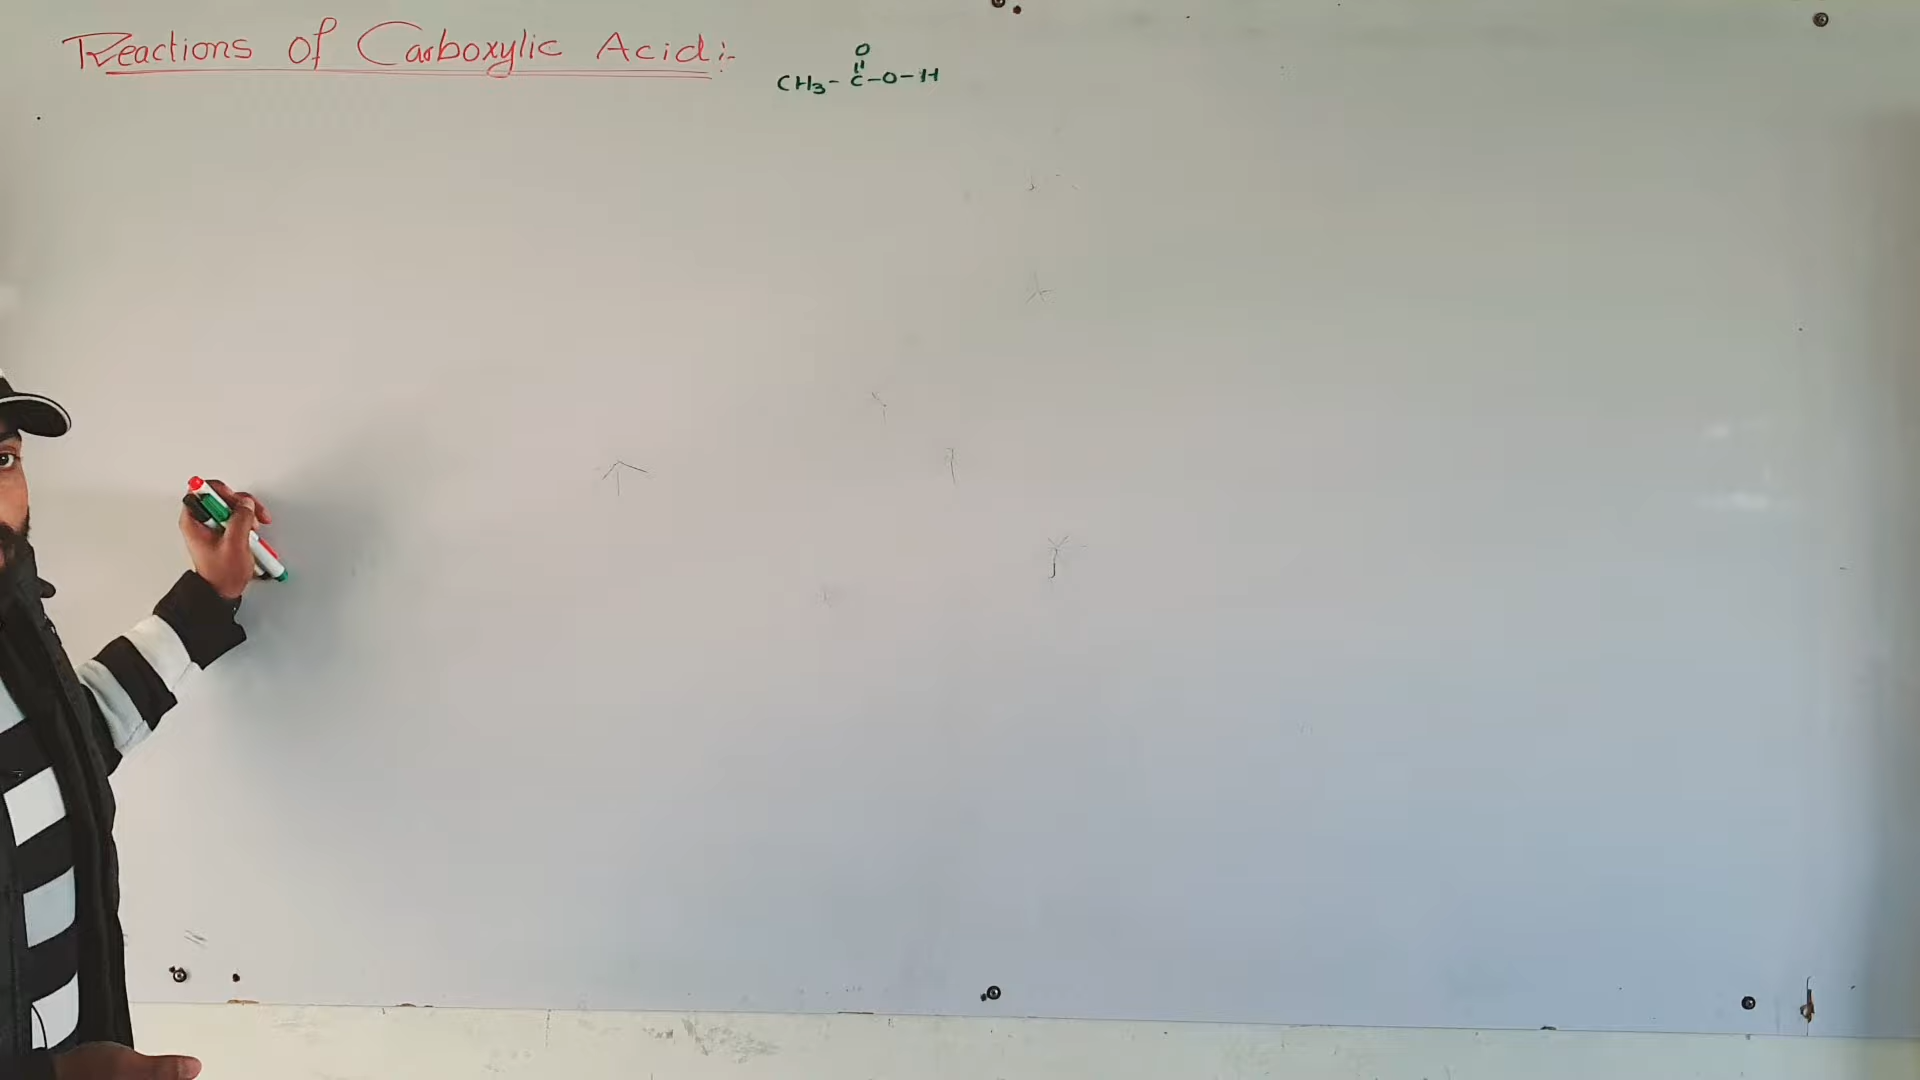 Reactions of Carboxylic Acid:-
O
||
CH3-C-O-H